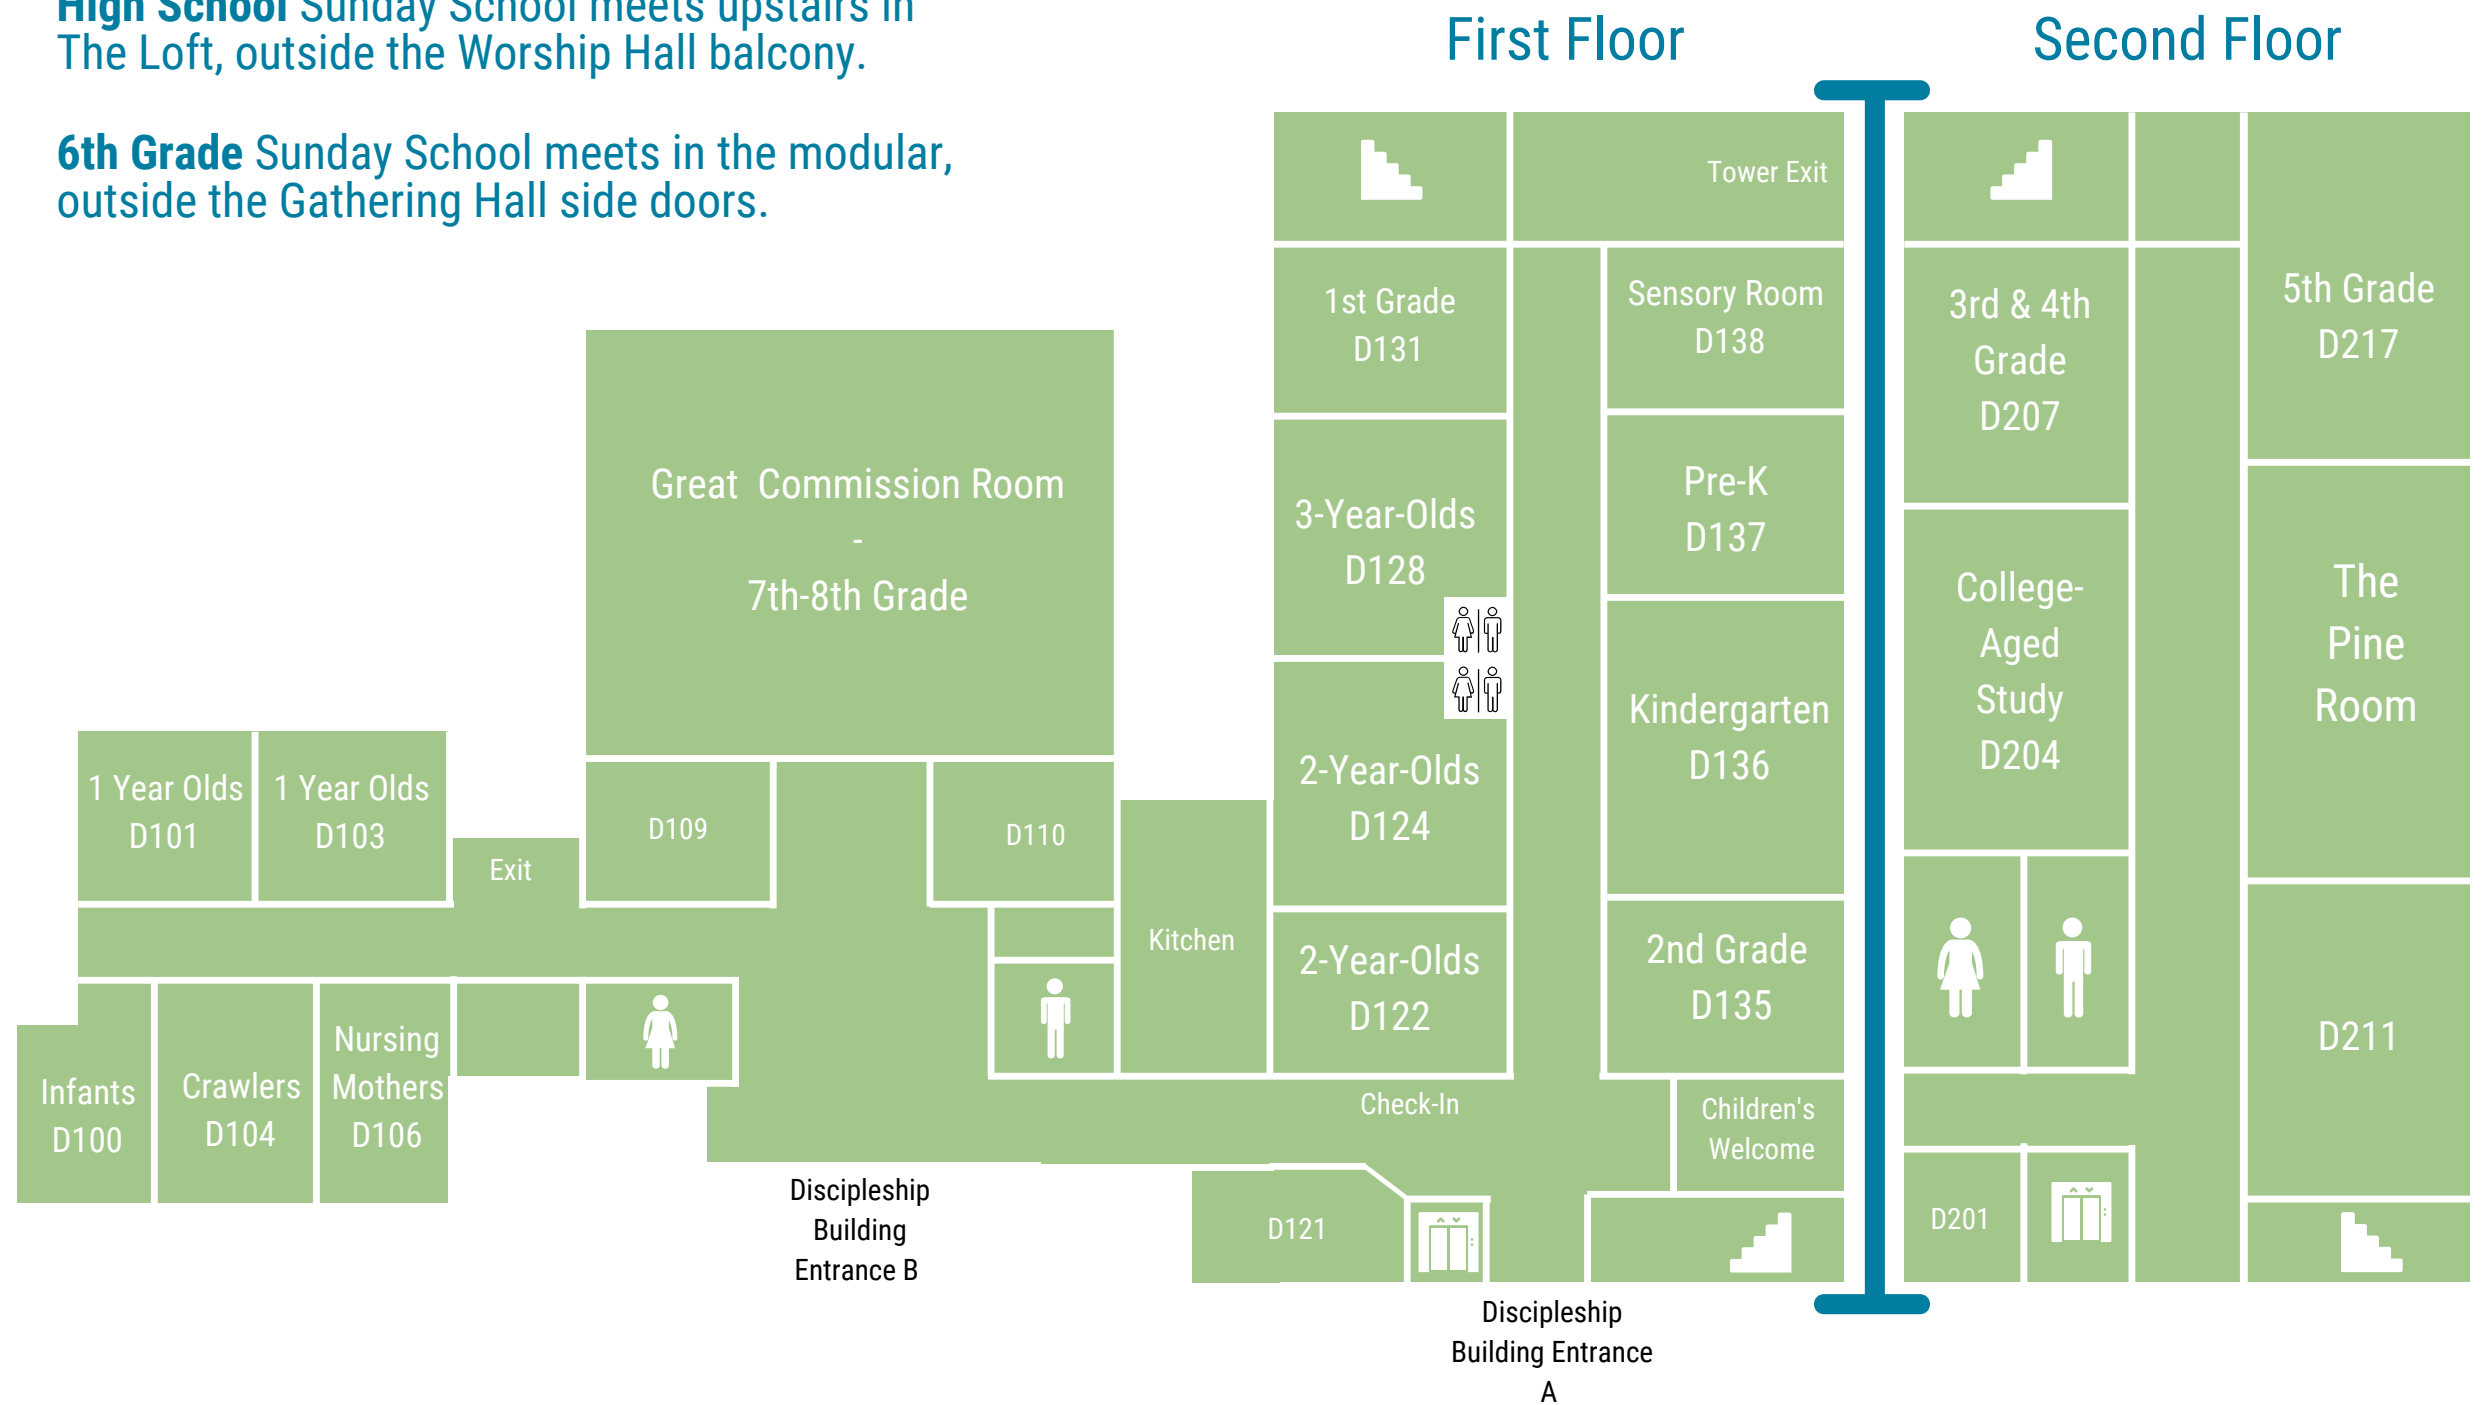 High School Sunday School meets upstairs in
The Loft, outside the Worship Hall balcony.
6th Grade Sunday School meets in the modular,
outside the Gathering Hall side doors.
First Floor
Second Floor
Tower Exit
1st Grade
D131
Sensory Room
D138
3rd & 4th
Grade
D207
5th Grade
D217
Great Commission Room
-
7th-8th Grade
3-Year-Olds
D128
Pre-K
D137
College-
Aged
Study
D204
The
Pine
Room
1 Year Olds
D101
1 Year Olds
D103
Exit
D109
D110
Kitchen
2-Year-Olds
D124
Kindergarten
D136
2-Year-Olds
D122
2nd Grade
D135
D211
Infants
D100
Crawlers
D104
Nursing
Mothers
D106
Check-In
Children's
Welcome
Discipleship
Building
Entrance B
D121
D201
Discipleship
Building Entrance
A